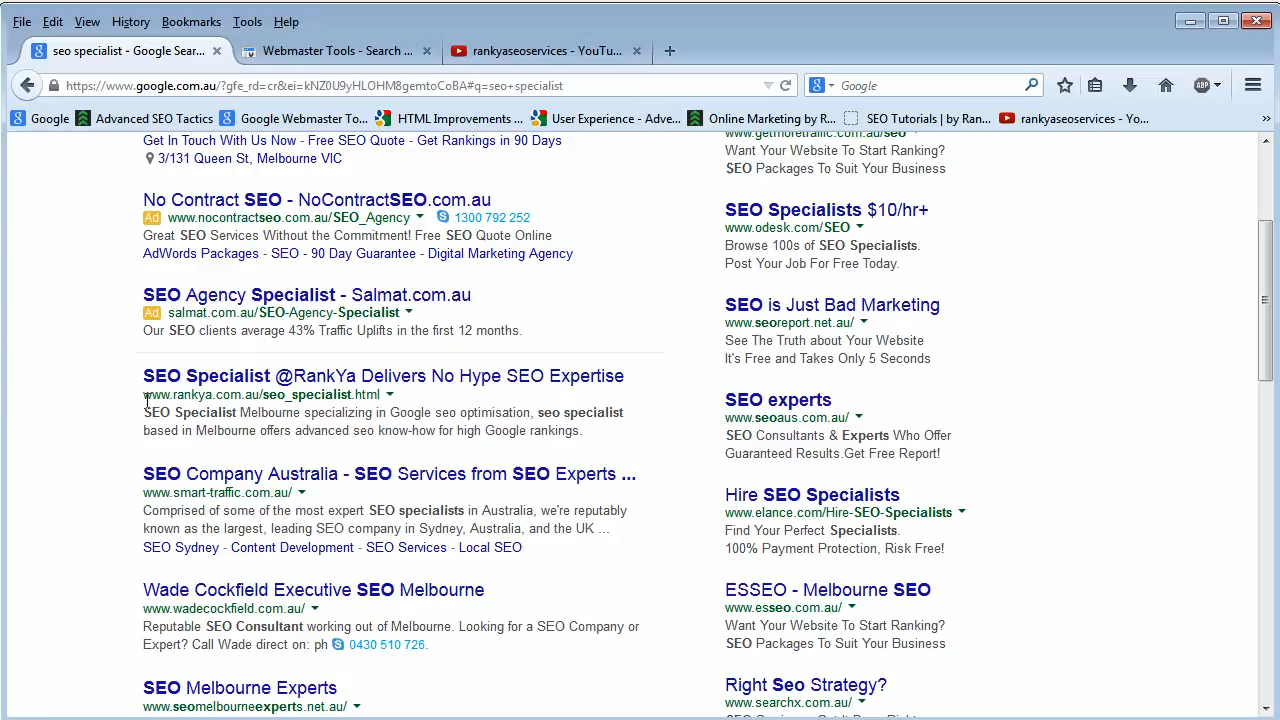 File Edit View History Bookmarks Tools Help
seo specialist - Google Sear...
Webmaster Tools - Search ...
rankyaseoservices - YouTu...
https://www.google.com.au/?gfe_rd=cr&ei=kNZ0U9yHLOHM8gemtoCoBA#q=seo+specialist
Google
ABP
Google Advanced SEO Tactics Google Webmaster To... HTML Improvements ... User Experience - Adve... Online Marketing by R... SEO Tutorials | by Ran... rankyaseoservices - Yo...
Get In Touch With Us Now - Free SEO Quote - Get Rankings in 90 Days
3/131 Queen St, Melbourne VIC
No Contract SEO - NoContractSEO.com.au
Ad www.nocontractseo.com.au/SEO_Agency 1300 792 252
Great SEO Services Without the Commitment! Free SEO Quote Online
AdWords Packages - SEO - 90 Day Guarantee - Digital Marketing Agency
SEO Agency Specialist - Salmat.com.au
Ad salmat.com.au/SEO-Agency-Specialist
Our SEO clients average 43% Traffic Uplifts in the first 12 months.
SEO Specialist @RankYa Delivers No Hype SEO Expertise
www.rankya.com.au/seo_specialist.html
SEO Specialist Melbourne specializing in Google seo optimisation, seo specialist
based in Melbourne offers advanced seo know-how for high Google rankings.
SEO Company Australia - SEO Services from SEO Experts ...
www.smart-traffic.com.au/
Comprised of some of the most expert SEO specialists in Australia, we're reputably
known as the largest, leading SEO company in Sydney, Australia, and the UK ...
SEO Sydney - Content Development - SEO Services - Local SEO
Wade Cockfield Executive SEO Melbourne
www.wadecockfield.com.au/
Reputable SEO Consultant working out of Melbourne. Looking for a SEO Company or
Expert? Call Wade direct on: ph 0430 510 726.
SEO Melbourne Experts
www.seomelbourneexperts.net.au/
www.getmoretraffic.com.au/seo
Want Your Website To Start Ranking?
SEO Packages To Suit Your Business
SEO Specialists $10/hr+
www.odesk.com/SEO
Browse 100s of SEO Specialists.
Post Your Job For Free Today.
SEO is Just Bad Marketing
www.seoreport.net.au/
See The Truth about Your Website
It's Free and Takes Only 5 Seconds
SEO experts
www.seoaus.com.au/
SEO Consultants & Experts Who Offer
Guaranteed Results.Get Free Report!
Hire SEO Specialists
www.elance.com/Hire-SEO-Specialists
Find Your Perfect Specialists.
100% Payment Protection, Risk Free!
ESSEO - Melbourne SEO
www.esseo.com.au/
Want Your Website To Start Ranking?
SEO Packages To Suit Your Business
Right Seo Strategy?
www.searchx.com.au/